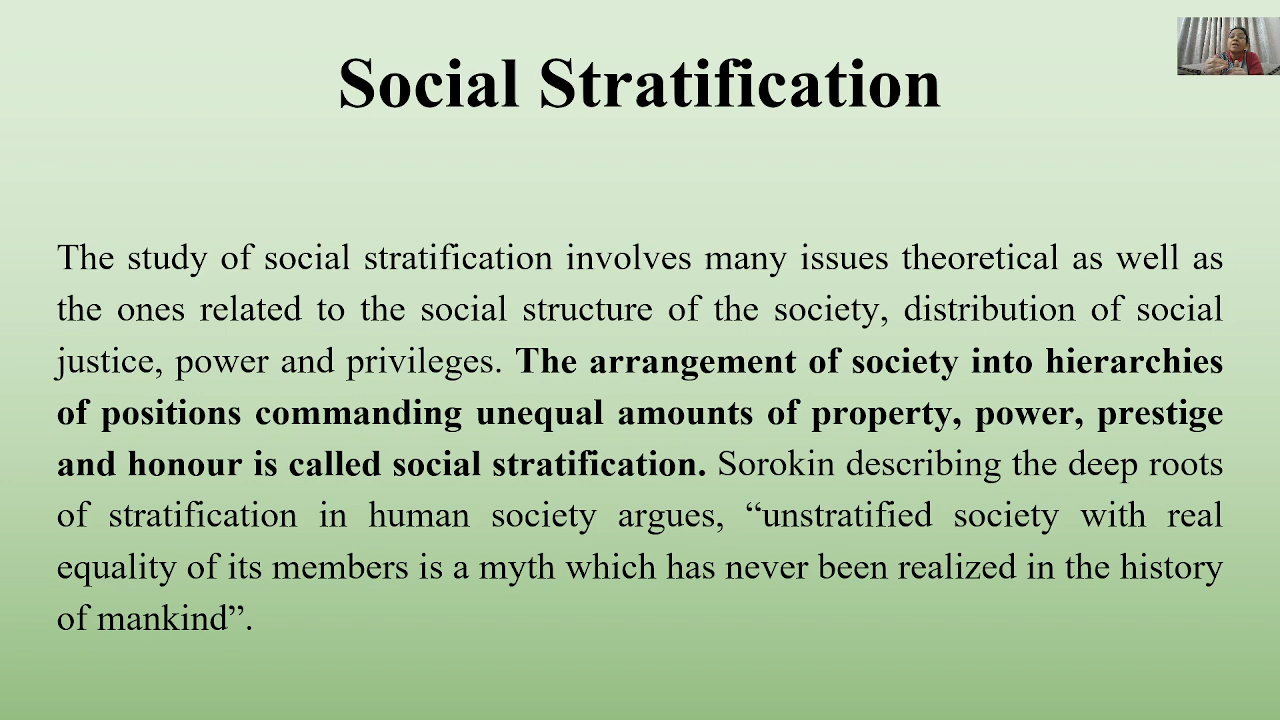 Social Stratification
The study of social stratification involves many issues theoretical as well as
the ones related to the social structure of the society, distribution of social
justice, power and privileges. The arrangement of society into hierarchies
of positions commanding unequal amounts of property, power, prestige
and honour is called social stratification. Sorokin describing the deep roots
of stratification in human society argues, “unstratified society with real
equality of its members is a myth which has never been realized in the history
of mankind”.